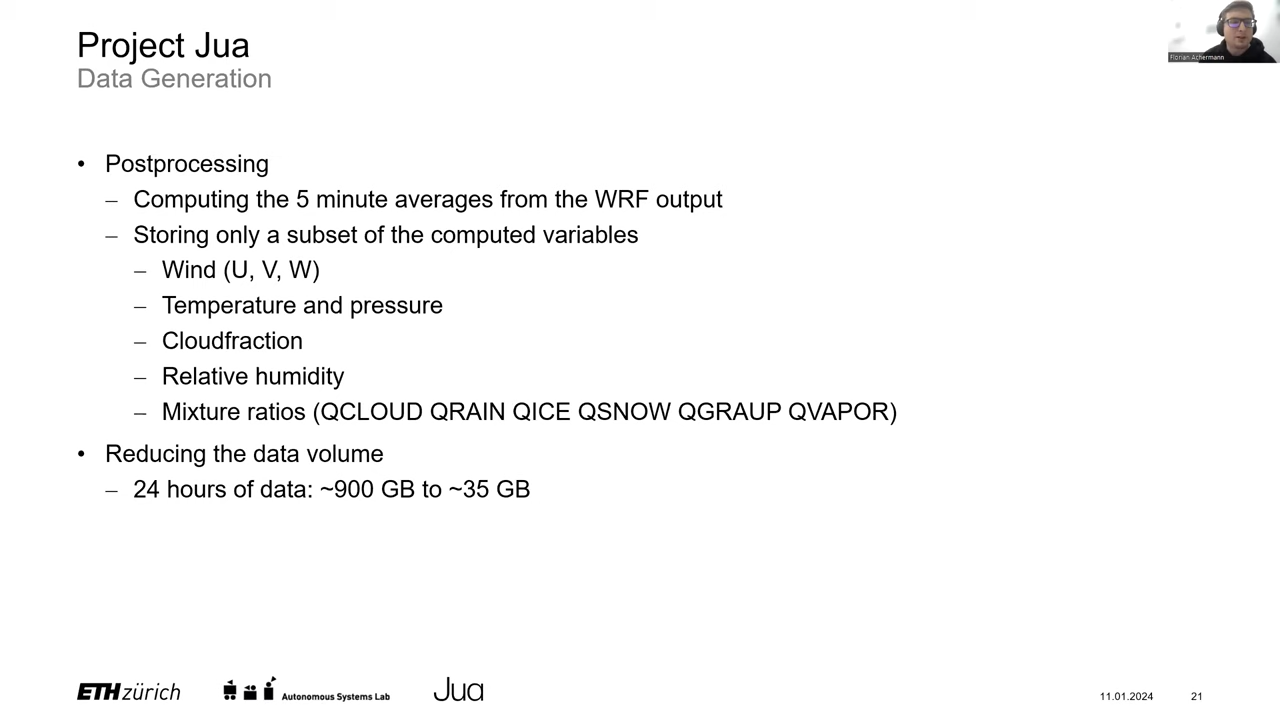 Project Jua
Data Generation
Florian Achermann
• Postprocessing
– Computing the 5 minute averages from the WRF output
– Storing only a subset of the computed variables
– Wind (U, V, W)
– Temperature and pressure
– Cloudfraction
– Relative humidity
– Mixture ratios (QCLOUD QRAIN QICE QSNOW QGRAUP QVAPOR)
• Reducing the data volume
– 24 hours of data: ~900 GB to ~35 GB
ETH zürich
Autonomous Systems Lab
Jua
11.01.2024
21